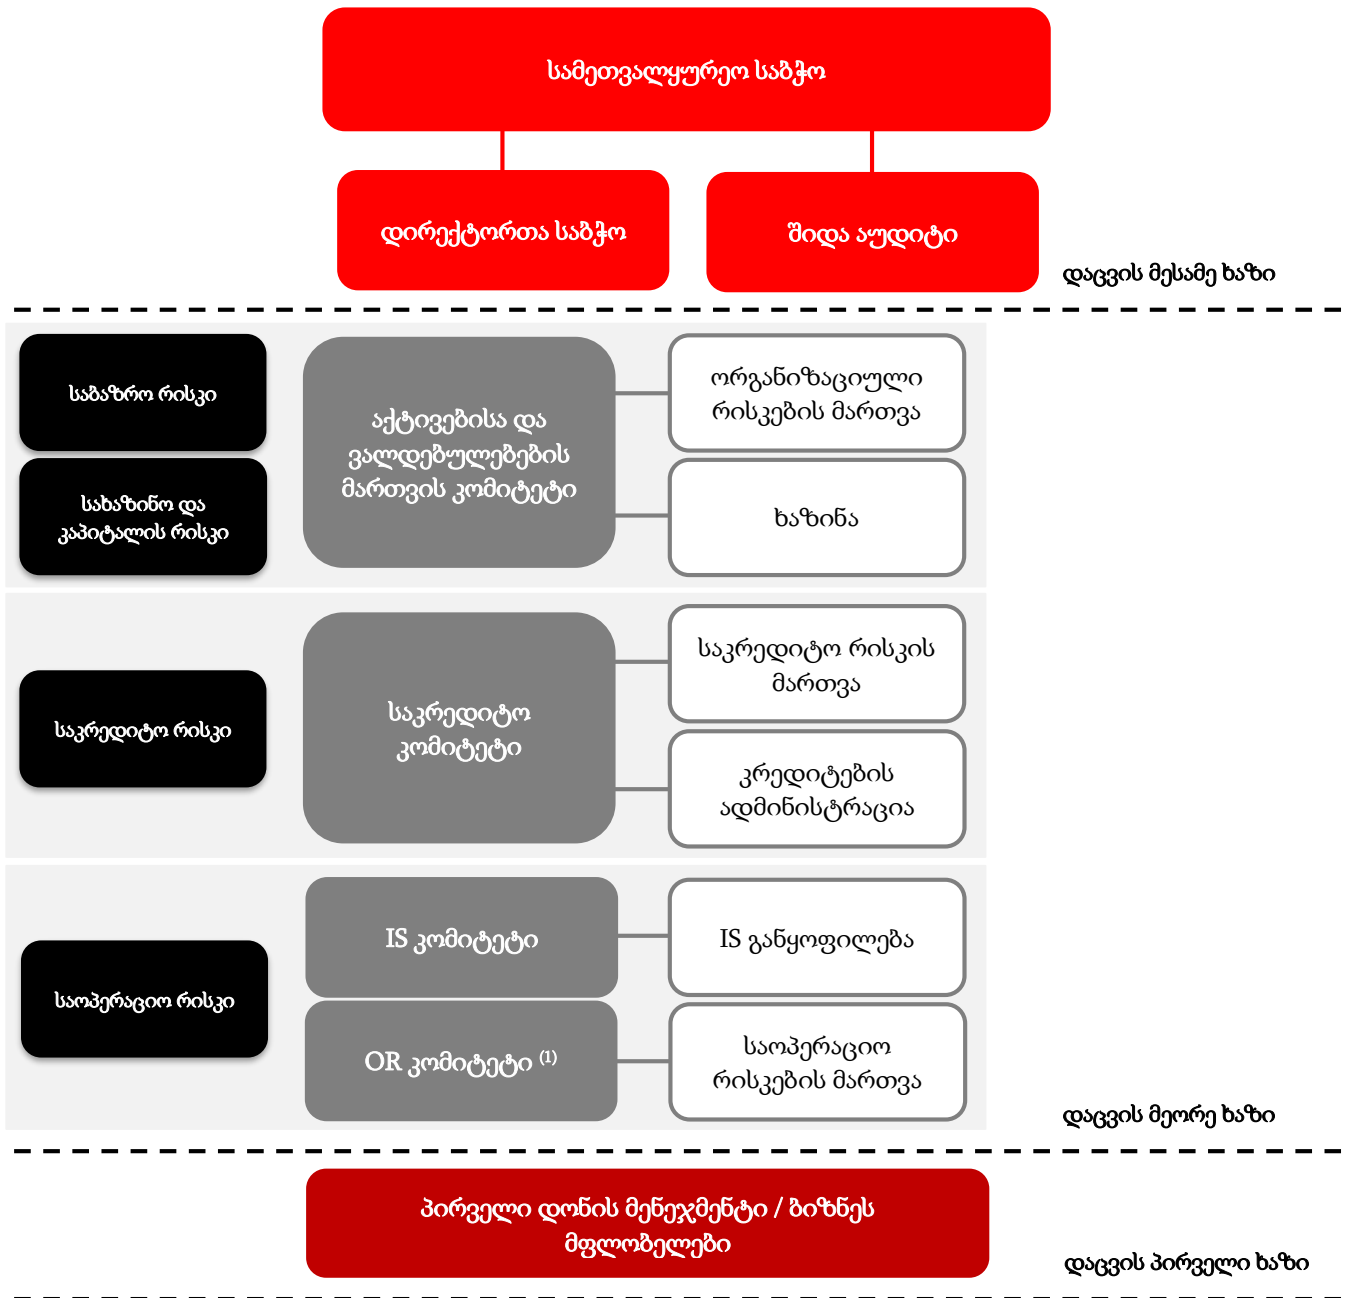 სამეთვალყურეო საბჭო
დირექტორთა საბჭო
შიდა აუდიტი
დაცვის მესამე ხაზი
საბაზრო რისკი
სახაზინო და
კაპიტალის რისკი
აქტივებისა და
ვალდებულებების
მართვის კომიტეტი
ორგანიზაციული
რისკების მართვა
ხაზინა
საკრედიტო რისკი
საკრედიტო
კომიტეტი
საკრედიტო რისკის
მართვა
კრედიტების
ადმინისტრაცია
საოპერაციო რისკი
IS კომიტეტი
IS განყოფილება
OR კომიტეტი (1)
საოპერაციო
რისკების მართვა
დაცვის მეორე ხაზი
პირველი დონის მენეჯმენტი / ბიზნეს
მფლობელები
დაცვის პირველი ხაზი